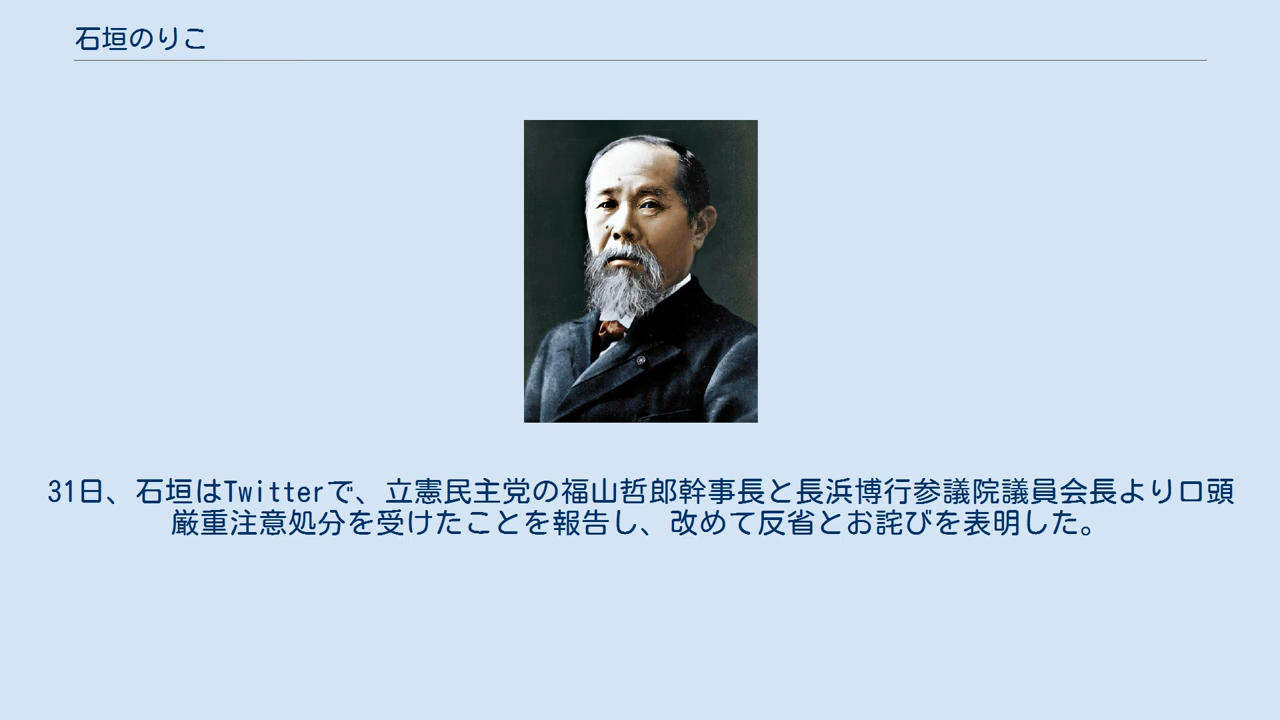 石垣のりこ
31日、石垣はTwitterで、立憲民主党の福山哲郎幹事長と長浜博行参議院議員会長より口頭
厳重注意処分を受けたことを報告し、改めて反省とお詫びを表明した。